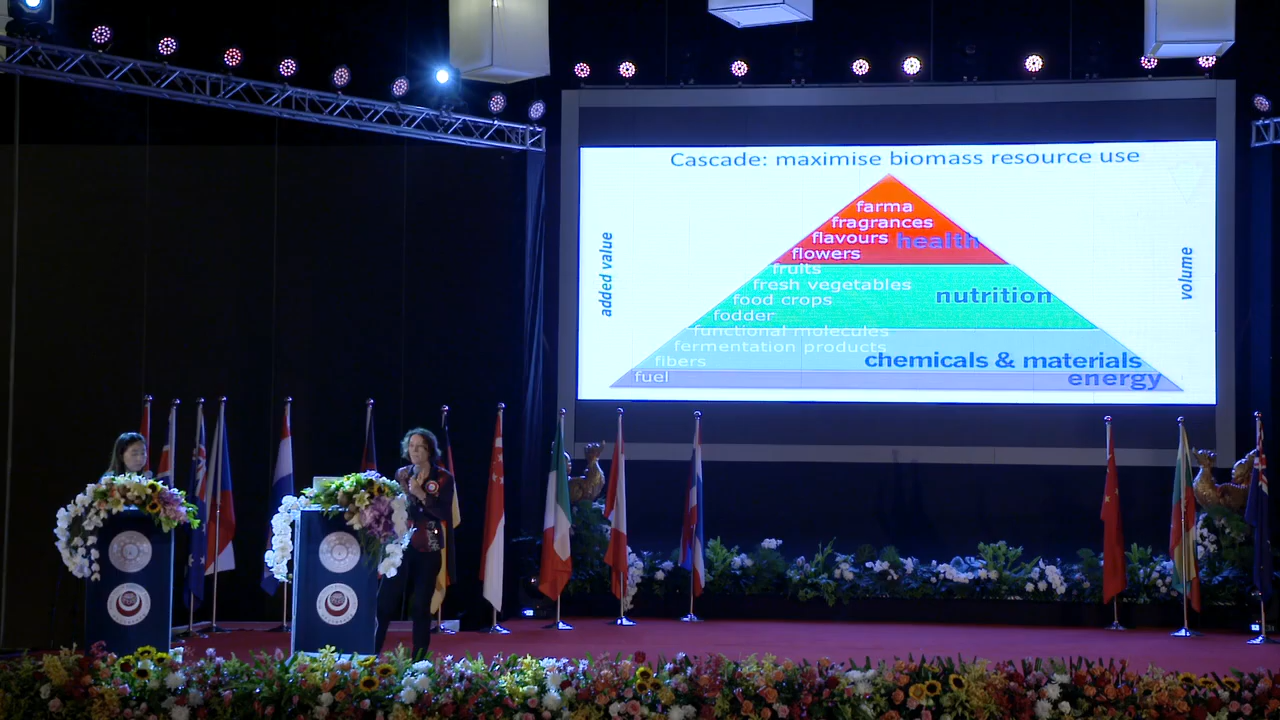 Cascade: maximise biomass resource use
added value
farma
fragrances
flavours
health
flowers
fruits
fresh vegetables
food crops
nutrition
fodder
functional molecules
fermentation products
fibers
chemicals & materials
fuel
energy
volume